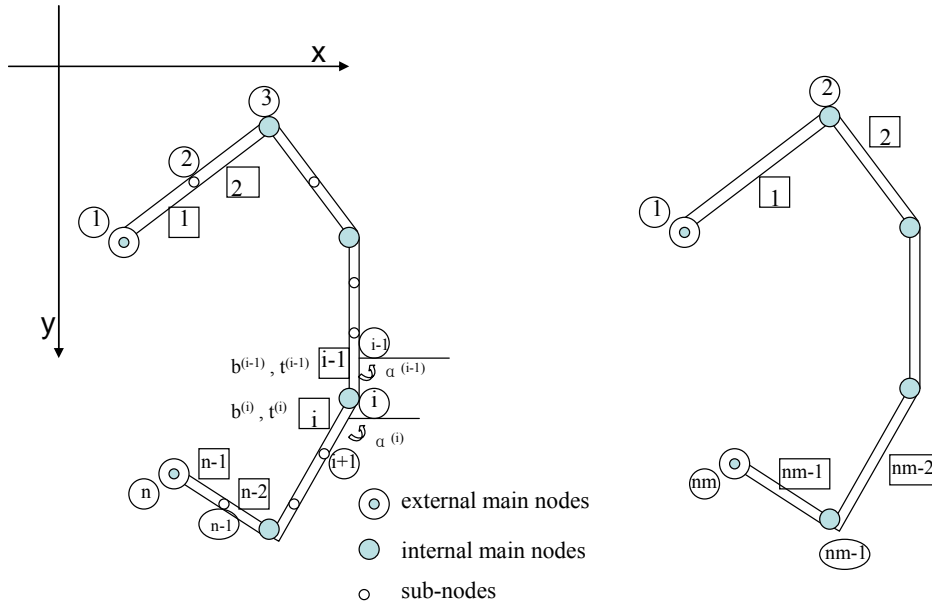 x
3
2
2
1
1
y
i-1
b(i-1) , t(i-1)
i-1
α (i-1)
b(i) , t(i)
i
i
α (i)
i+1
n-1
n
n-2
n-1
external main nodes
internal main nodes
sub-nodes
2
2
1
1
nm
nm-1
nm-2
nm-1